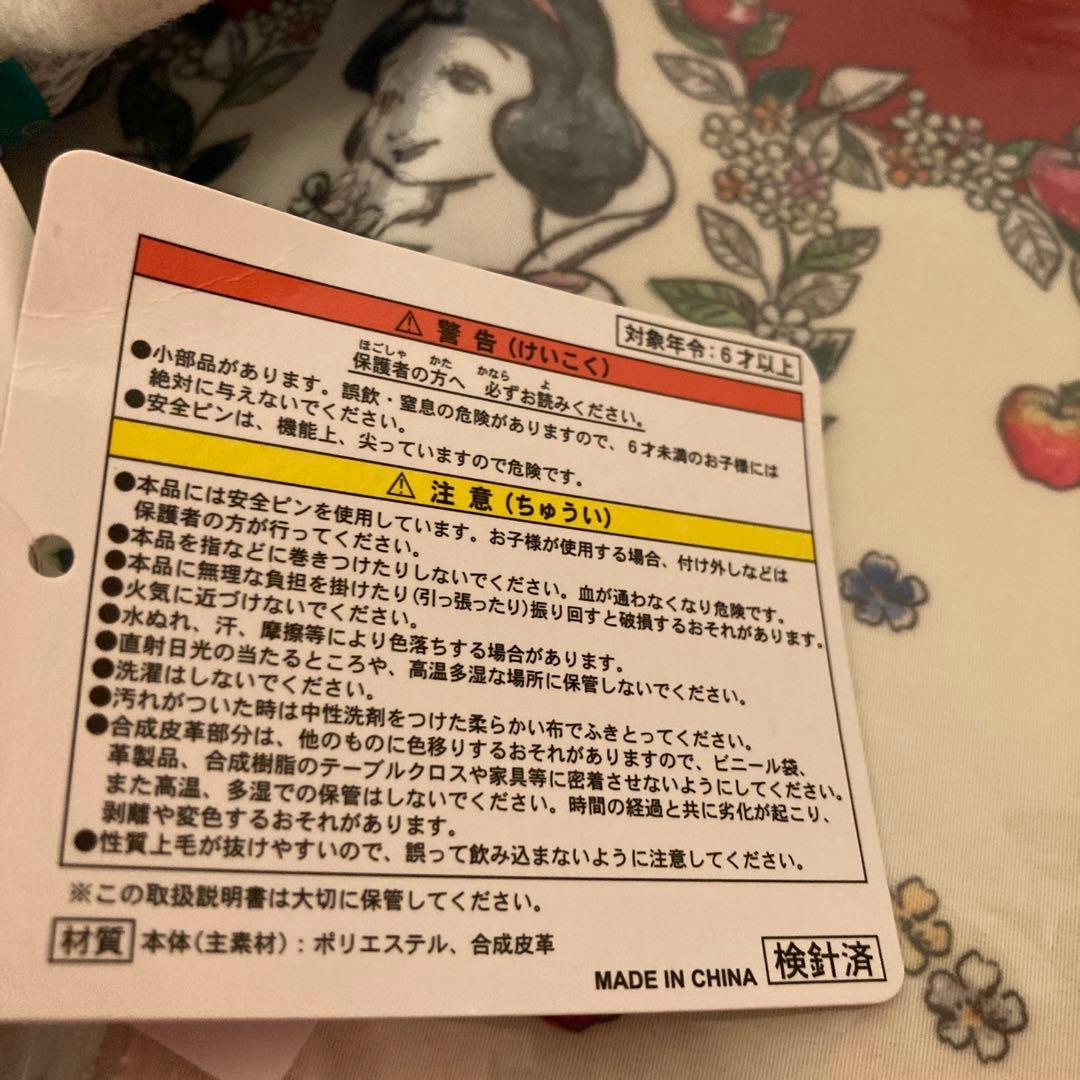 対象年令:6才以上
⚠ 警告(けいこく)
ほごしゃ かた かなら よ
保護者の方へ 必ずお読みください。
●小部品があります。誤飲・窒息の危険がありますので、6才未満のお子様には
絶対に与えないでください。
●安全ピンは、機能上、尖っていますので危険です。
⚠ 注意(ちゅうい)
●本品には安全ピンを使用しています。お子様が使用する場合、付け外しなどは
保護者の方が行ってください。
●本品を指などに巻きつけたりしないでください。血が通わなくなり危険です。
●本品に無理な負担を掛けたり(引っ張ったり)振り回すと破損するおそれがあります。
●火気に近づけないでください。
●水ぬれ、汗、摩擦等により色落ちする場合があります。
●直射日光の当たるところや、高温多湿な場所に保管しないでください。
●洗濯はしないでください。
●汚れがついた時は中性洗剤をつけた柔らかい布でふきとってください。
●合成皮革部分は、他のものに色移りするおそれがありますので、ビニール袋、
革製品、合成樹脂のテーブルクロスや家具等に密着させないようにしてください。
また高温、多湿での保管はしないでください。時間の経過と共に劣化が起こり、
剥離や変色するおそれがあります。
●性質上毛が抜けやすいので、誤って飲み込まないように注意してください。
※この取扱説明書は大切に保管してください。
材質 本体(主素材):ポリエステル、合成皮革
MADE IN CHINA 検針済